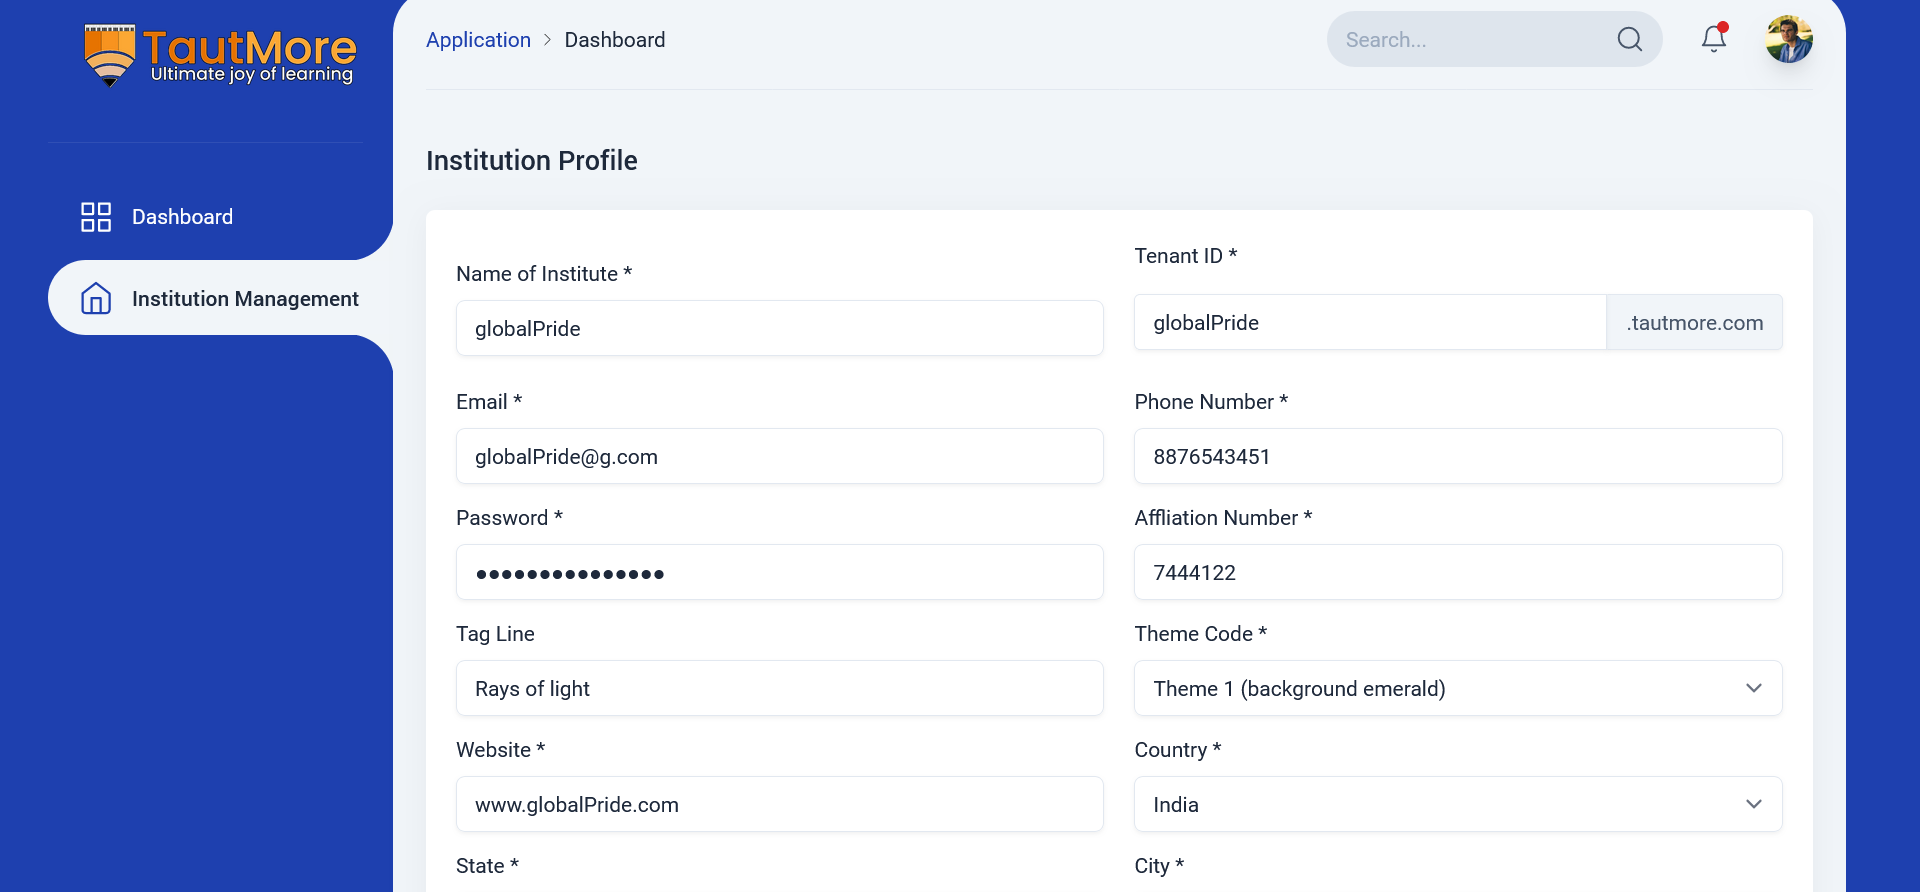 TautMore
Ultimate joy of learning
Application > Dashboard
Search...
Institution Profile
Dashboard
Institution Management
Name of Institute *
globalPride
Tenant ID *
globalPride .tautmore.com
Email *
globalPride@g.com
Phone Number *
8876543451
Password *
•••••••••••••••
Affliation Number *
7444122
Tag Line
Rays of light
Theme Code *
Theme 1 (background emerald)
Website *
www.globalPride.com
Country *
India
State *
City *